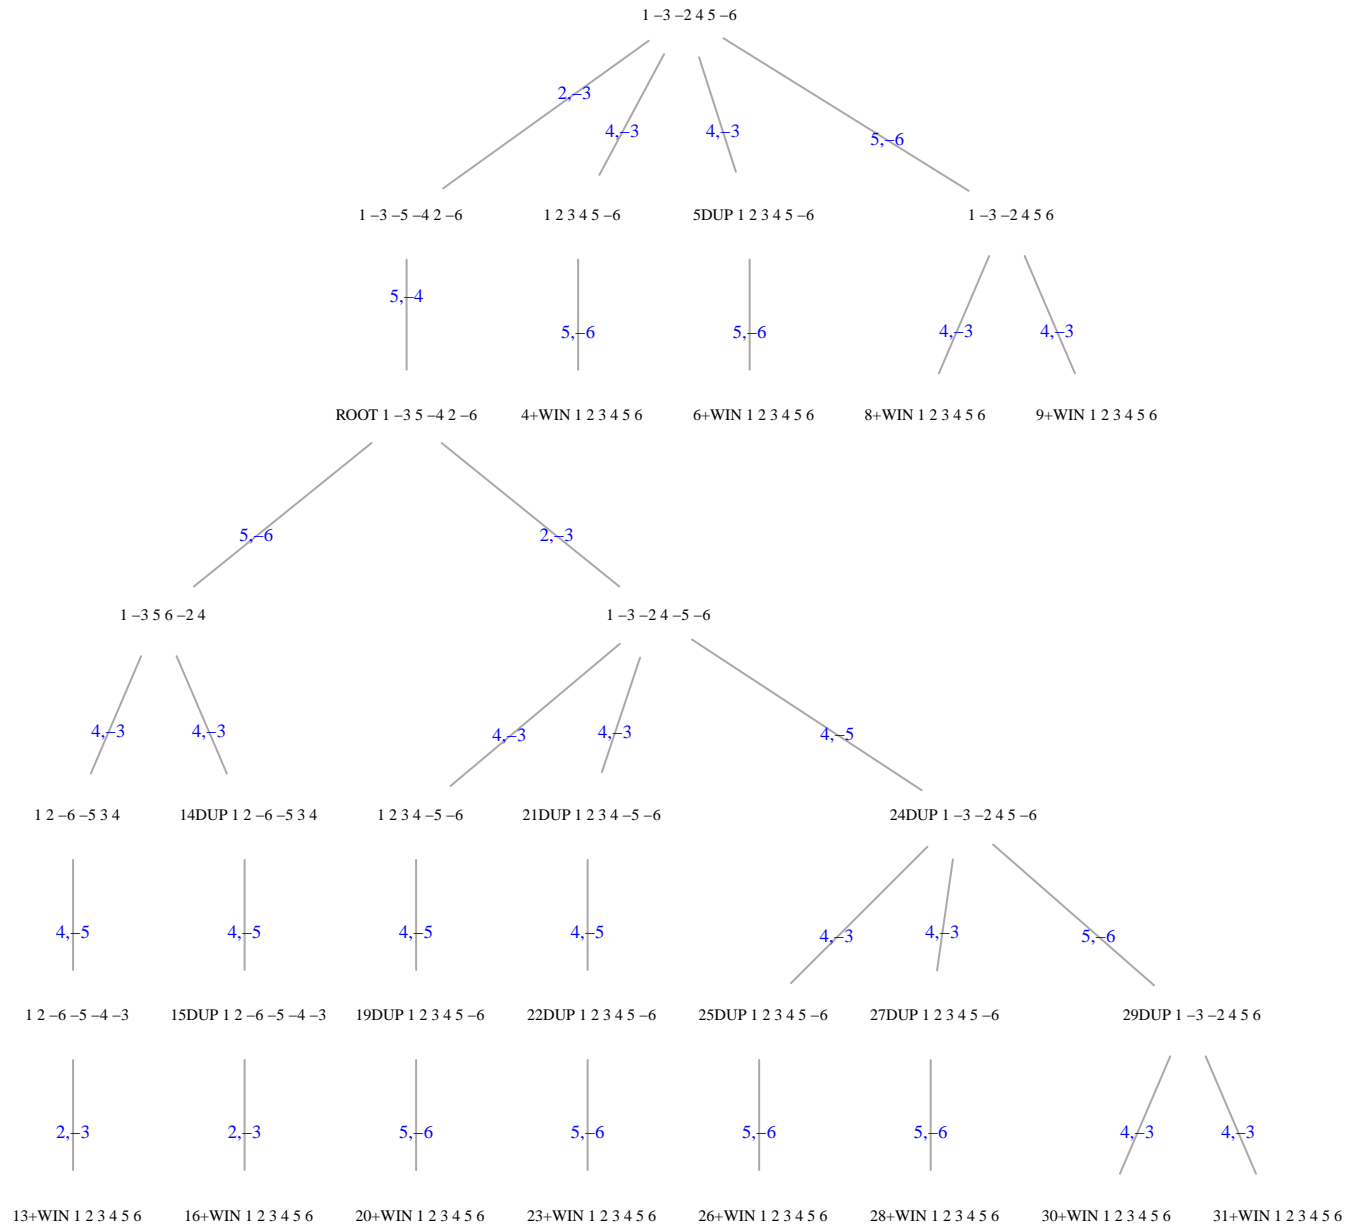 1 –3 –2 4 5 –6
2,–3
4,–3
4,–3
5,–6
1 –3 –5 –4 2 –6
1 2 3 4 5 –6
5DUP 1 2 3 4 5 –6
1 –3 –2 4 5 6
5,–4
5,–6
5,–6
4,–3
4,–3
ROOT 1 –3 5 –4 2 –6
4+WIN 1 2 3 4 5 6
6+WIN 1 2 3 4 5 6
8+WIN 1 2 3 4 5 6
9+WIN 1 2 3 4 5 6
5,–6
2,–3
1 –3 5 6 –2 4
1 –3 –2 4 –5 –6
4,–3
4,–3
4,–3
4,–3
4,–5
1 2 –6 –5 3 4
14DUP 1 2 –6 –5 3 4
1 2 3 4 –5 –6
21DUP 1 2 3 4 –5 –6
24DUP 1 –3 –2 4 5 –6
4,–5
4,–5
4,–5
4,–5
4,–3
4,–3
5,–6
1 2 –6 –5 –4 –3
15DUP 1 2 –6 –5 –4 –3
19DUP 1 2 3 4 5 –6
22DUP 1 2 3 4 5 –6
25DUP 1 2 3 4 5 –6
27DUP 1 2 3 4 5 –6
29DUP 1 –3 –2 4 5 6
2,–3
2,–3
5,–6
5,–6
5,–6
5,–6
4,–3
4,–3
13+WIN 1 2 3 4 5 6
16+WIN 1 2 3 4 5 6
20+WIN 1 2 3 4 5 6
23+WIN 1 2 3 4 5 6
26+WIN 1 2 3 4 5 6
28+WIN 1 2 3 4 5 6
30+WIN 1 2 3 4 5 6
31+WIN 1 2 3 4 5 6